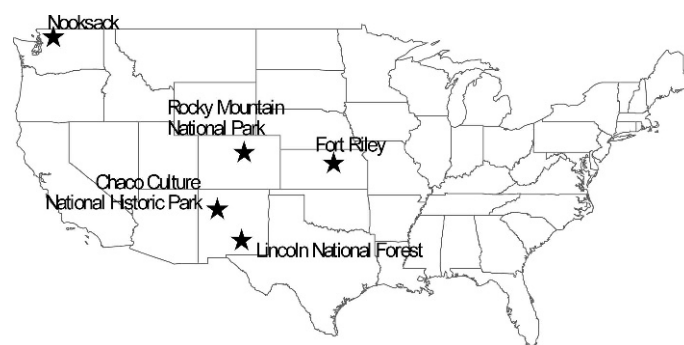 Nooksack
Rocky Mountain
National Park
Fort Riley
Chaco Culture
National Historic Park
Lincoln National Forest